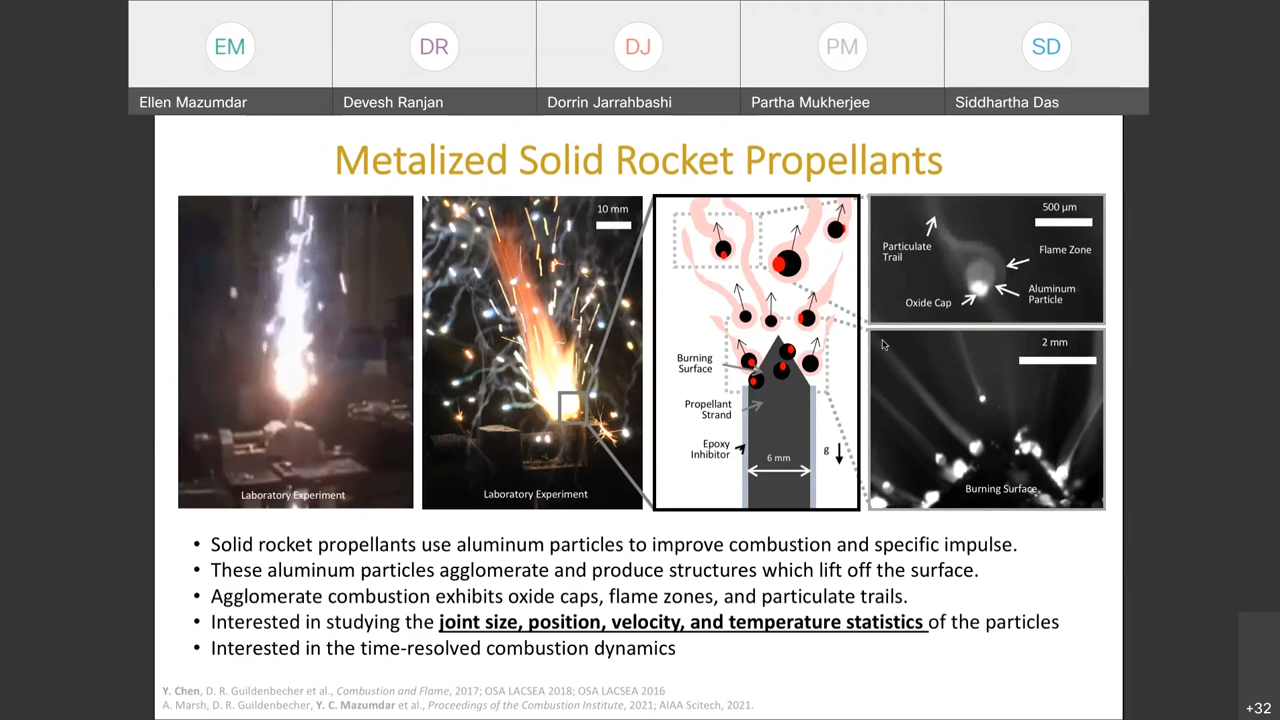 EM
DR
DJ
PM
SD
Ellen Mazumdar
Devesh Ranjan
Dorrin Jarrahbashi
Partha Mukherjee
Siddhartha Das
Metalized Solid Rocket Propellants
Laboratory Experiment
10 mm
Laboratory Experiment
Burning
Surface
Propellant
Strand
Epoxy
Inhibitor
6 mm
g
500 µm
Particulate
Trail
Flame Zone
Aluminum
Particle
Oxide Cap
2 mm
Burning Surface
• Solid rocket propellants use aluminum particles to improve combustion and specific impulse.
• These aluminum particles agglomerate and produce structures which lift off the surface.
• Agglomerate combustion exhibits oxide caps, flame zones, and particulate trails.
• Interested in studying the joint size, position, velocity, and temperature statistics of the particles
• Interested in the time-resolved combustion dynamics
Y. Chen, D. R. Guildenbecher et al., Combustion and Flame, 2017; OSA LACSEA 2018; OSA LACSEA 2016
A. Marsh, D. R. Guildenbecher, Y. C. Mazumdar et al., Proceedings of the Combustion Institute, 2021; AIAA Scitech, 2021.
+32